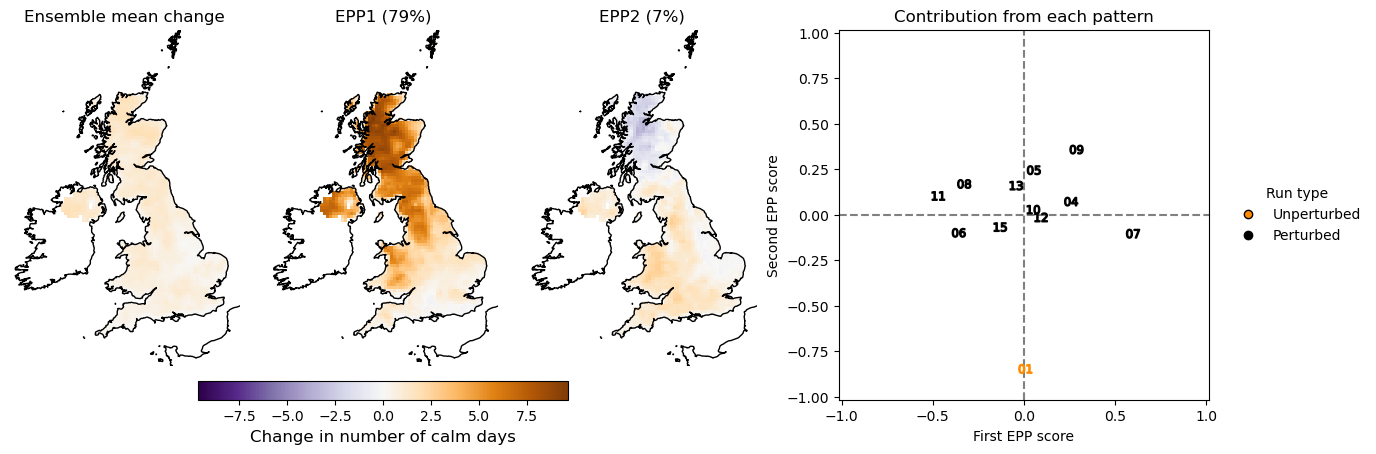 Ensemble mean change
EPP1 (79%)
EPP2 (7%)
Contribution from each pattern
−7.5 −5.0 −2.5 0.0 2.5 5.0 7.5
Change in number of calm days
Second EPP score
1.00
0.75
0.50
0.25
0.00
−0.25
−0.50
−0.75
−1.00
09
05
08
13
11
04
10
12
15
06
07
01
−1.0 −0.5 0.0 0.5 1.0
First EPP score
Run type
Unperturbed
Perturbed